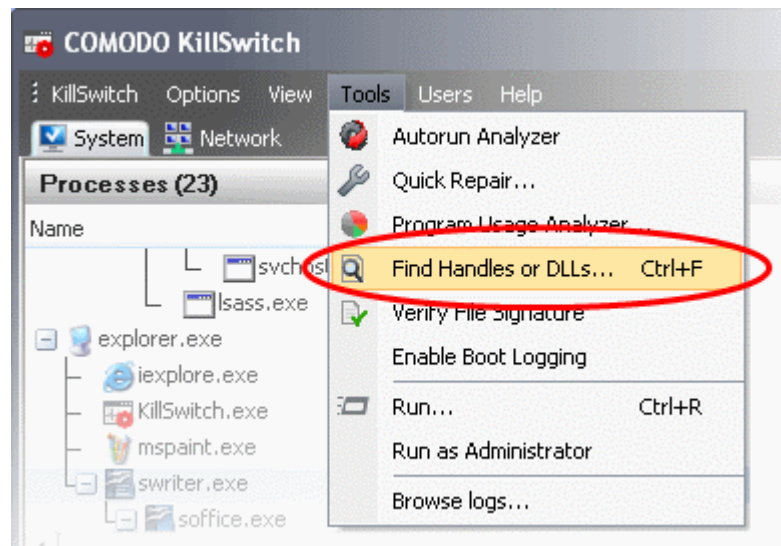 COMODO KillSwitch
KillSwitch Options View Tools Users Help
System Network
Processes (23)
Name
svchost
lsass.exe
explorer.exe
iexplore.exe
KillSwitch.exe
mspaint.exe
swriter.exe
soffice.exe
Autorun Analyzer
Quick Repair...
Program Usage Analyzer...
Find Handles or DLLs... Ctrl+F
Verify File Signature
Enable Boot Logging
Run... Ctrl+R
Run as Administrator
Browse logs...